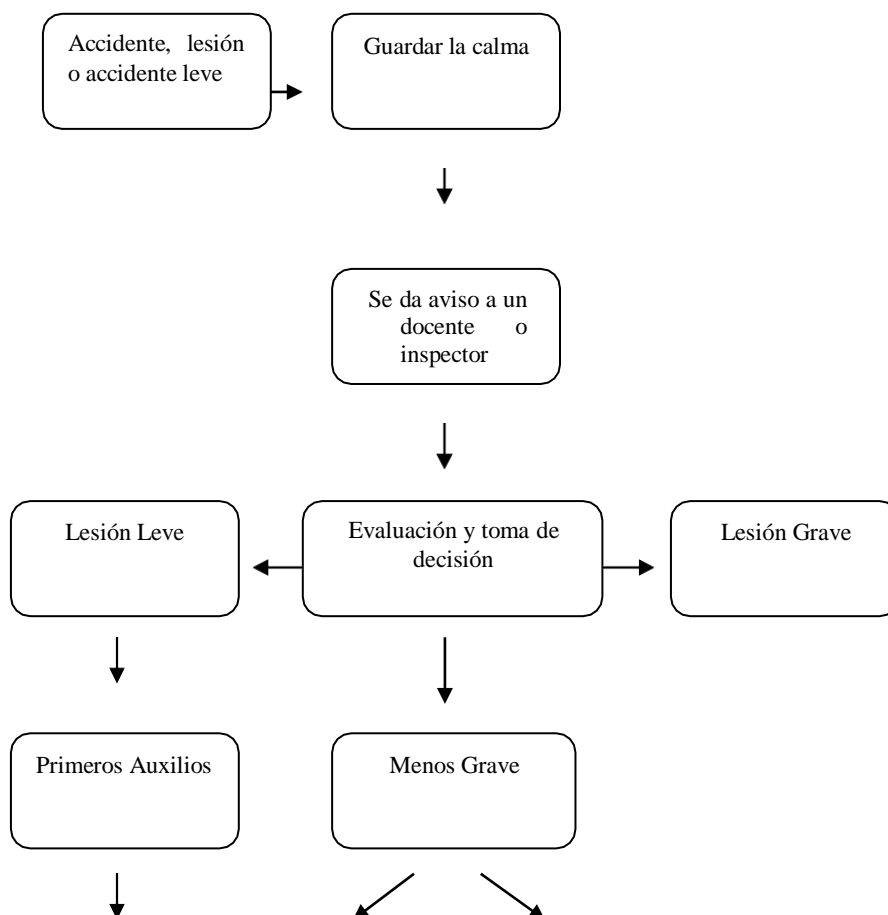 Accidente, lesión
o accidente leve
Guardar la calma
Se da aviso a un
docente o
inspector
Lesión Leve
Evaluación y toma de
decisión
Lesión Grave
Primeros Auxilios
Menos Grave